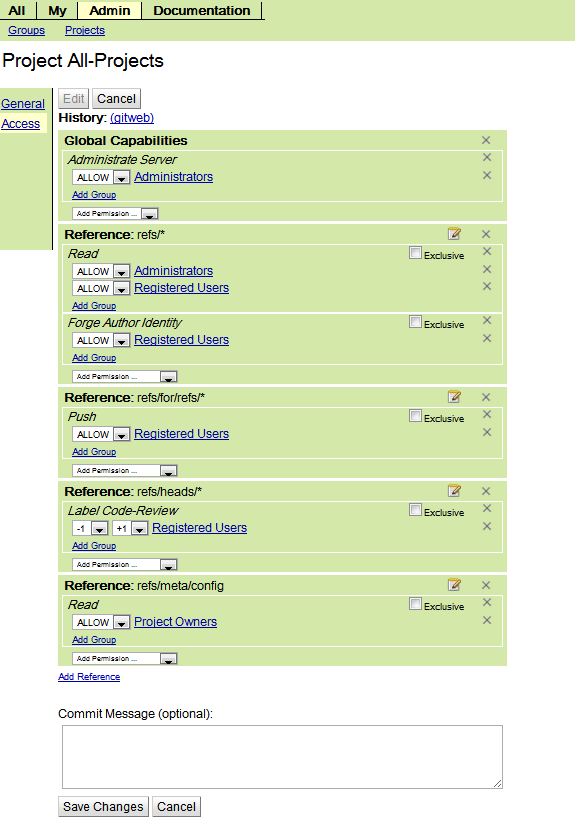 All My Admin Documentation
Groups Projects
Project All-Projects
General
Access
Edit Cancel
History: (gitweb)
Global Capabilities
Administrate Server
ALLOW Administrators
Add Group
Add Permission ...
Reference: refs/*
Read Exclusive
ALLOW Administrators
ALLOW Registered Users
Add Group
Forge Author Identity Exclusive
ALLOW Registered Users
Add Group
Add Permission ...
Reference: refs/for/refs/*
Push Exclusive
ALLOW Registered Users
Add Group
Add Permission ...
Reference: refs/heads/*
Label Code-Review Exclusive
-1 +1 Registered Users
Add Group
Add Permission ...
Reference: refs/meta/config
Read Exclusive
ALLOW Project Owners
Add Group
Add Permission ...
Add Reference
Commit Message (optional):
Save Changes Cancel